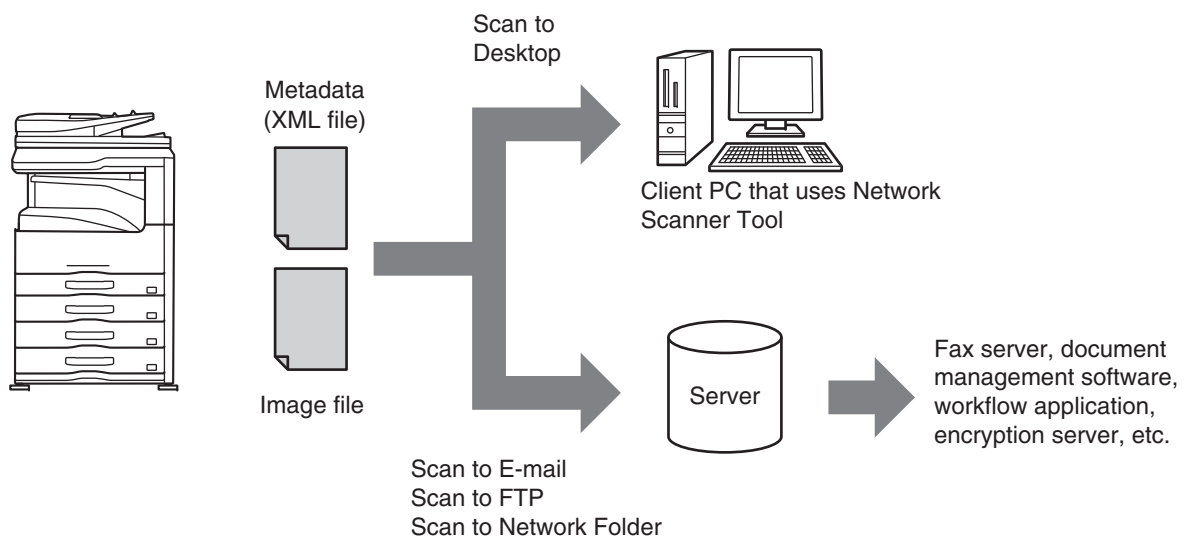 Scan to
Desktop
Metadata
(XML file)
Client PC that uses Network
Scanner Tool
Image file
Server
Fax server, document
management software,
workflow application,
encryption server, etc.
Scan to E-mail
Scan to FTP
Scan to Network Folder